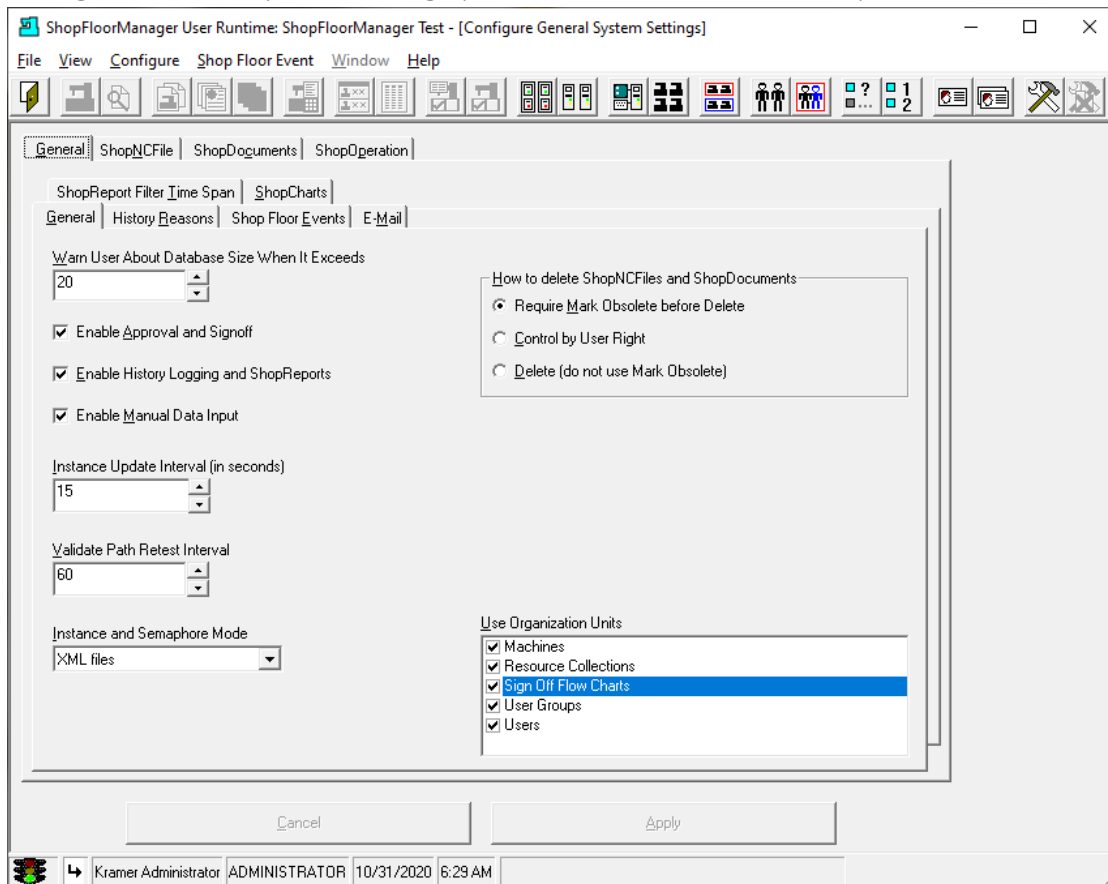 ShopFloorManager User Runtime: ShopFloorManager Test - [Configure General System Settings]
File View Configure Shop Floor Event Window Help
General ShopNCFile ShopDocuments ShopOperation
ShopReport Filter Time Span ShopCharts
General History Reasons Shop Floor Events E-Mail
Warn User About Database Size When It Exceeds
20
Enable Approval and Signoff
Enable History Logging and ShopReports
Enable Manual Data Input
Instance Update Interval (in seconds)
15
Validate Path Retest Interval
60
Instance and Semaphore Mode
XML files
How to delete ShopNCFiles and ShopDocuments
Require Mark Obsolete before Delete
Control by User Right
Delete (do not use Mark Obsolete)
Use Organization Units
Machines
Resource Collections
Sign Off Flow Charts
User Groups
Users
Cancel Apply
Kramer Administrator ADMINISTRATOR 10/31/2020 6:29 AM